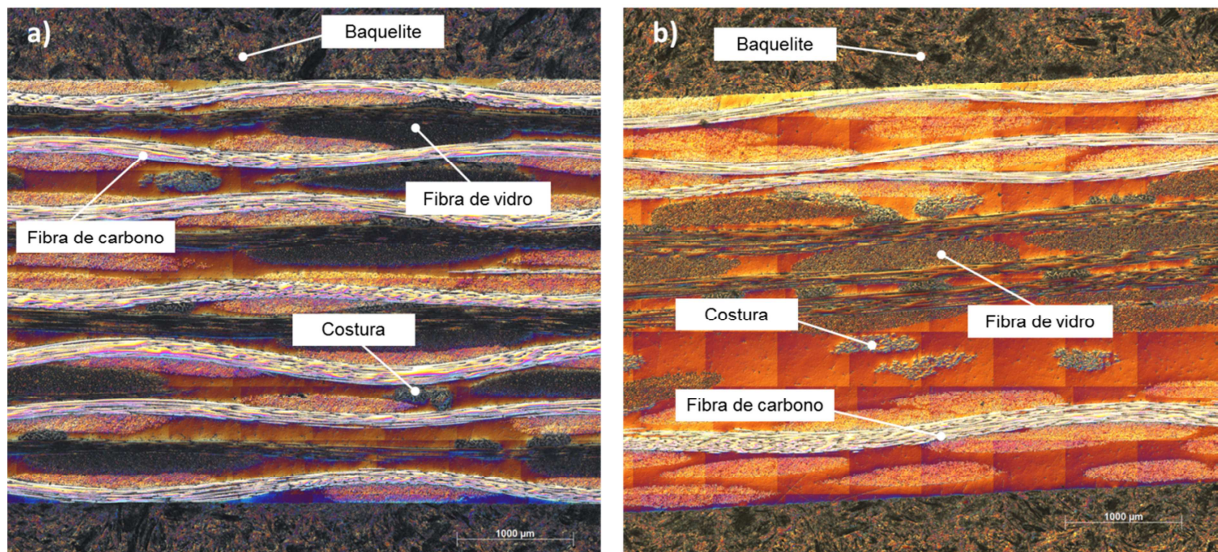 a)
Baquelite
Fibra de vidro
Fibra de carbono
Costura
1000 µm
b)
Baquelite
Costura
Fibra de vidro
Fibra de carbono
1000 µm